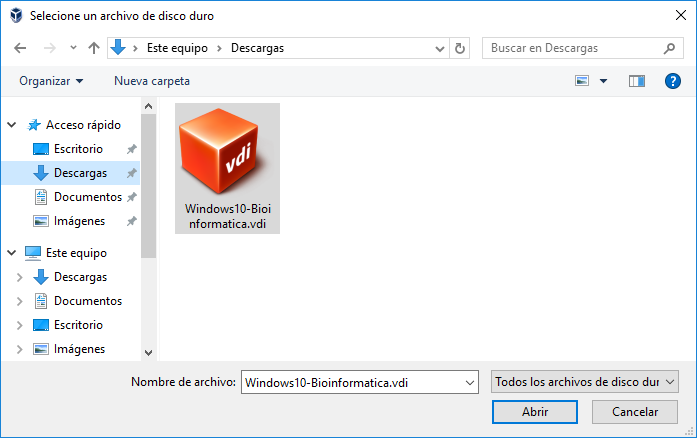 Selecione un archivo de disco duro
Este equipo
Descargas
Buscar en Descargas
Organizar
Nueva carpeta
Acceso rápido
Escritorio
Descargas
Documentos
Imágenes
Este equipo
Descargas
Documentos
Escritorio
Imágenes
vdi
Windows10-Bioi
nformatica.vdi
Nombre de archivo:
Windows10-Bioinformatica.vdi
Todos los archivos de disco dur
Abrir
Cancelar